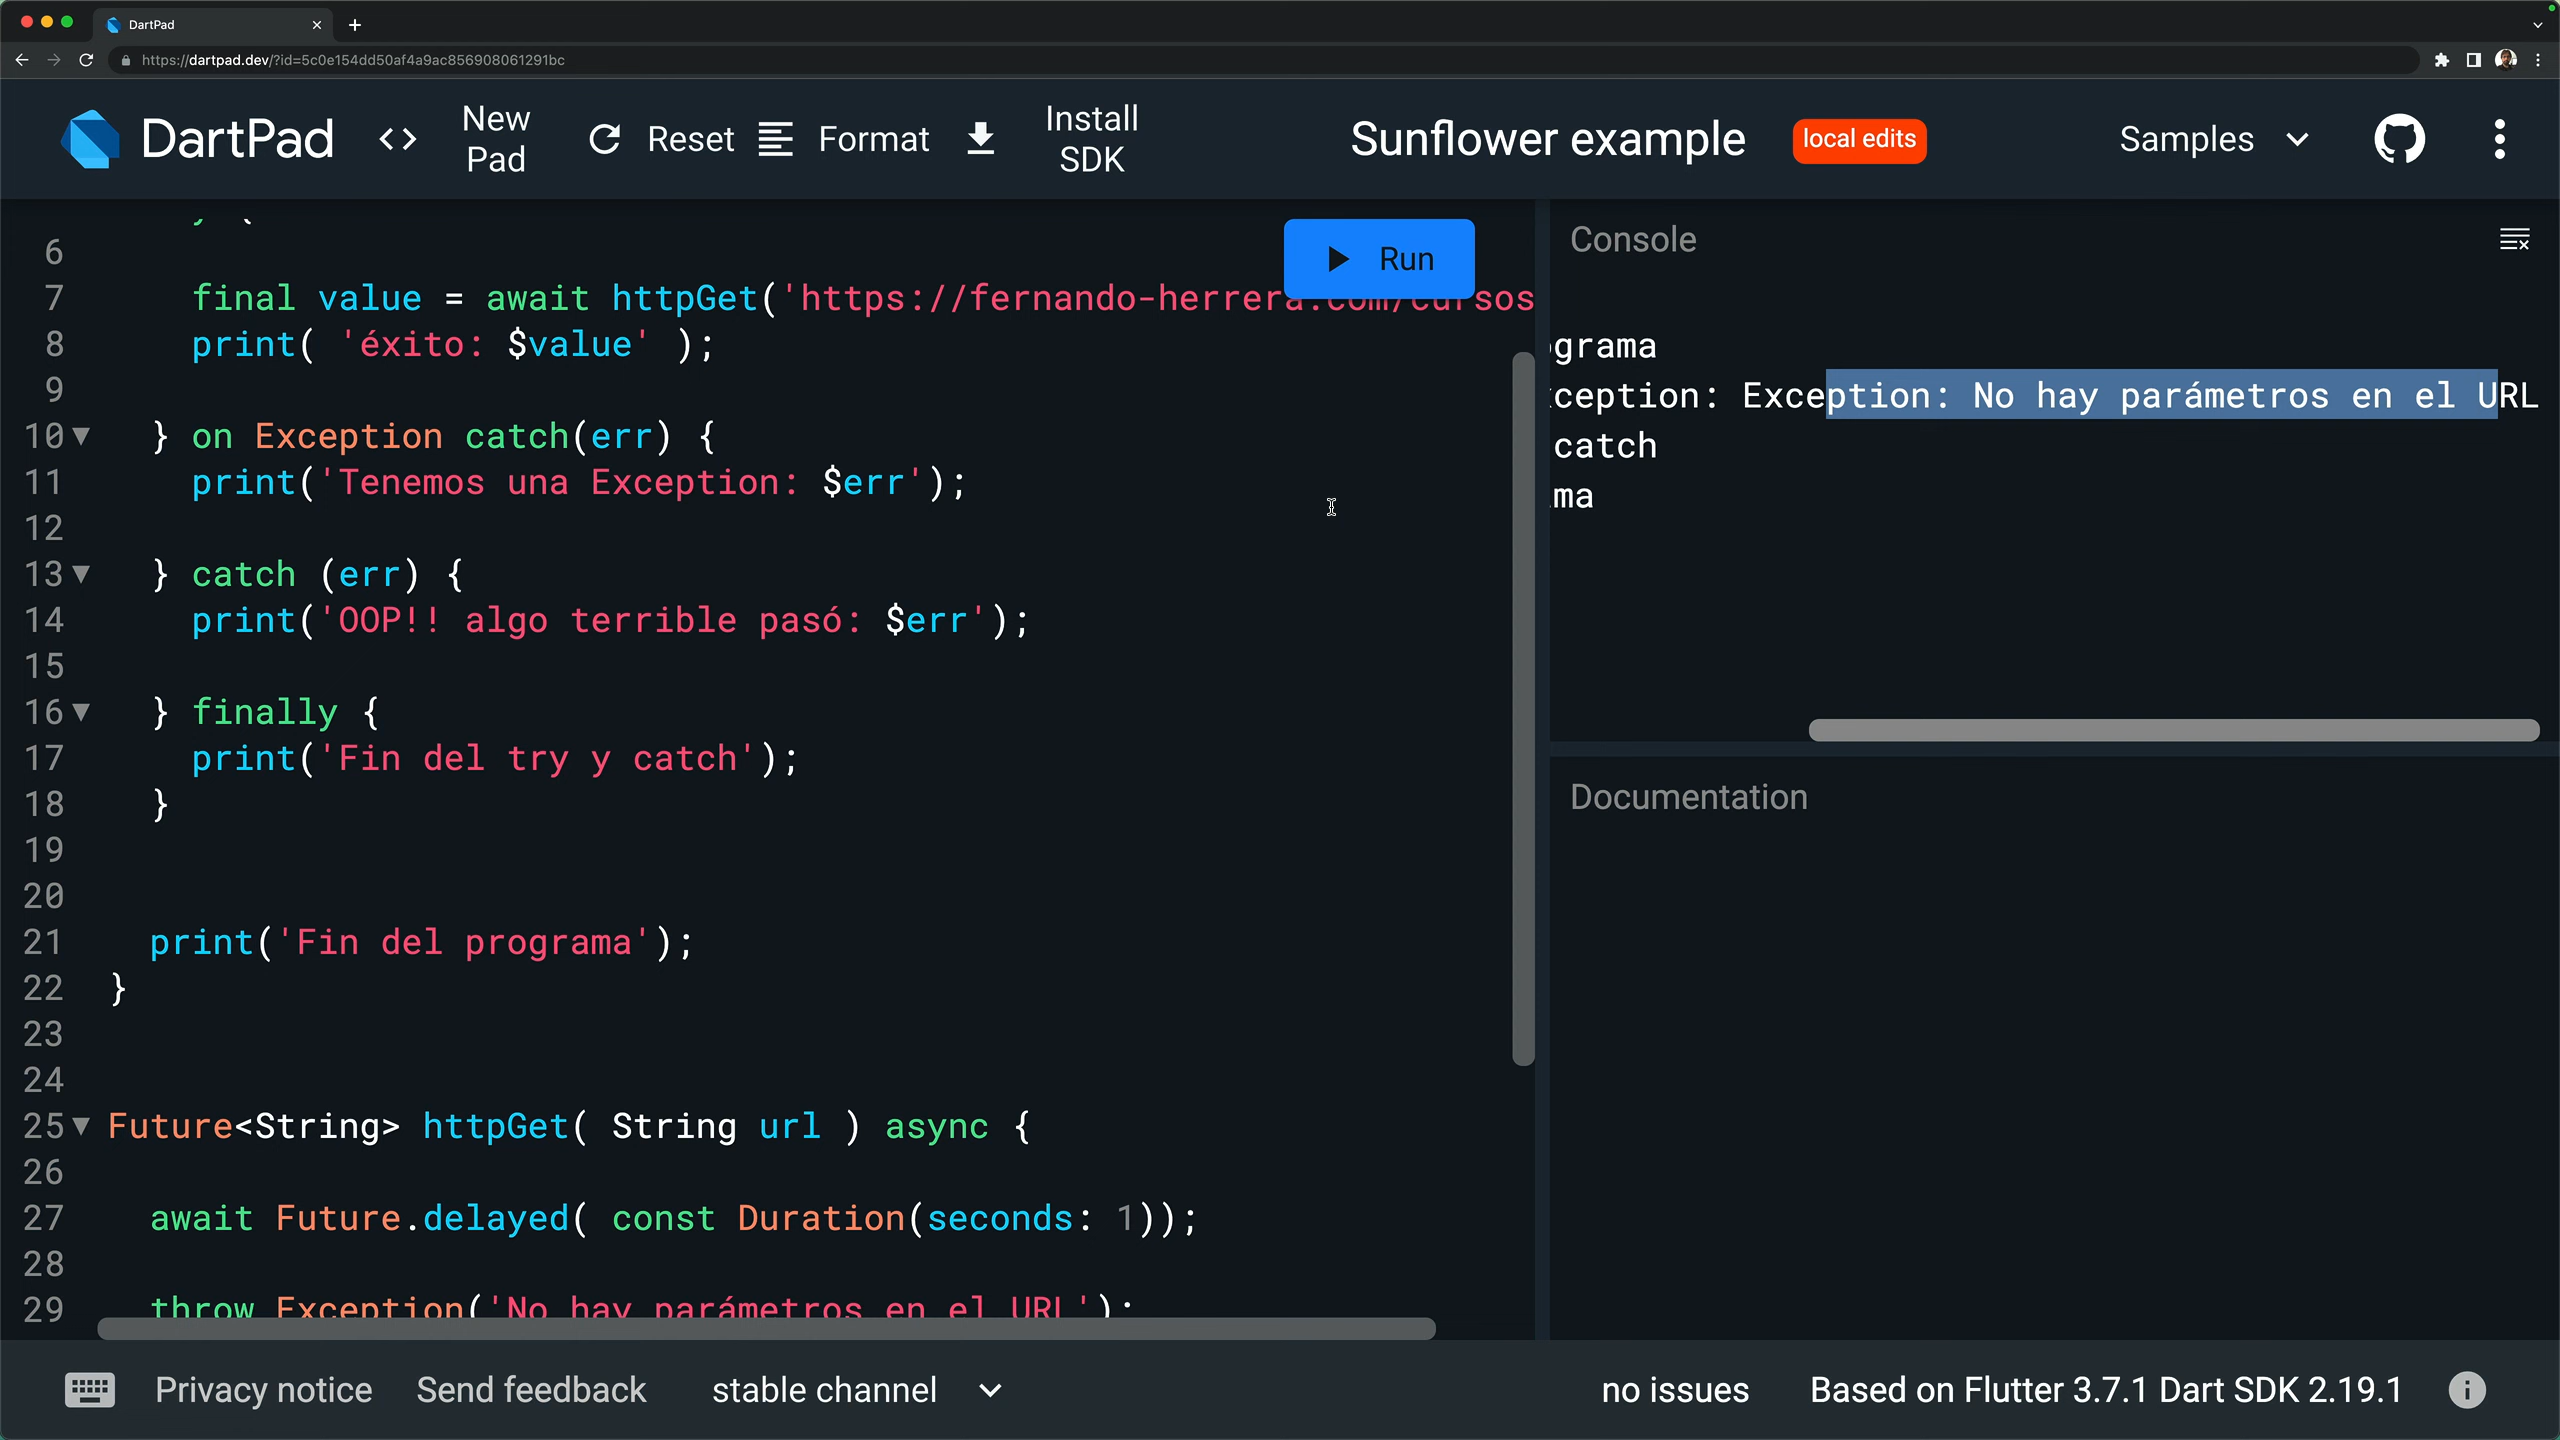 DartPad
https://dartpad.dev/?id=5c0e154dd50af4a9ac856908061291bc
DartPad
<>
New Pad
Reset
Format
Install SDK
Sunflower example
local edits
Samples
6
7 final value = await httpGet('https://fernando-herrera.com/cursos
8 print( 'éxito: $value' );
9
10 } on Exception catch(err) {
11 print('Tenemos una Exception: $err');
12
13 } catch (err) {
14 print('OOP!! algo terrible pasó: $err');
15
16 } finally {
17 print('Fin del try y catch');
18 }
19
20
21 print('Fin del programa');
22 }
23
24
25 Future<String> httpGet( String url ) async {
26
27 await Future.delayed( const Duration(seconds: 1));
28
29 throw Exception('No hay parámetros en el URL');
Run
Console
ograma
xception: Exception: No hay parámetros en el URL
catch
ma
Documentation
Privacy notice
Send feedback
stable channel
no issues
Based on Flutter 3.7.1 Dart SDK 2.19.1